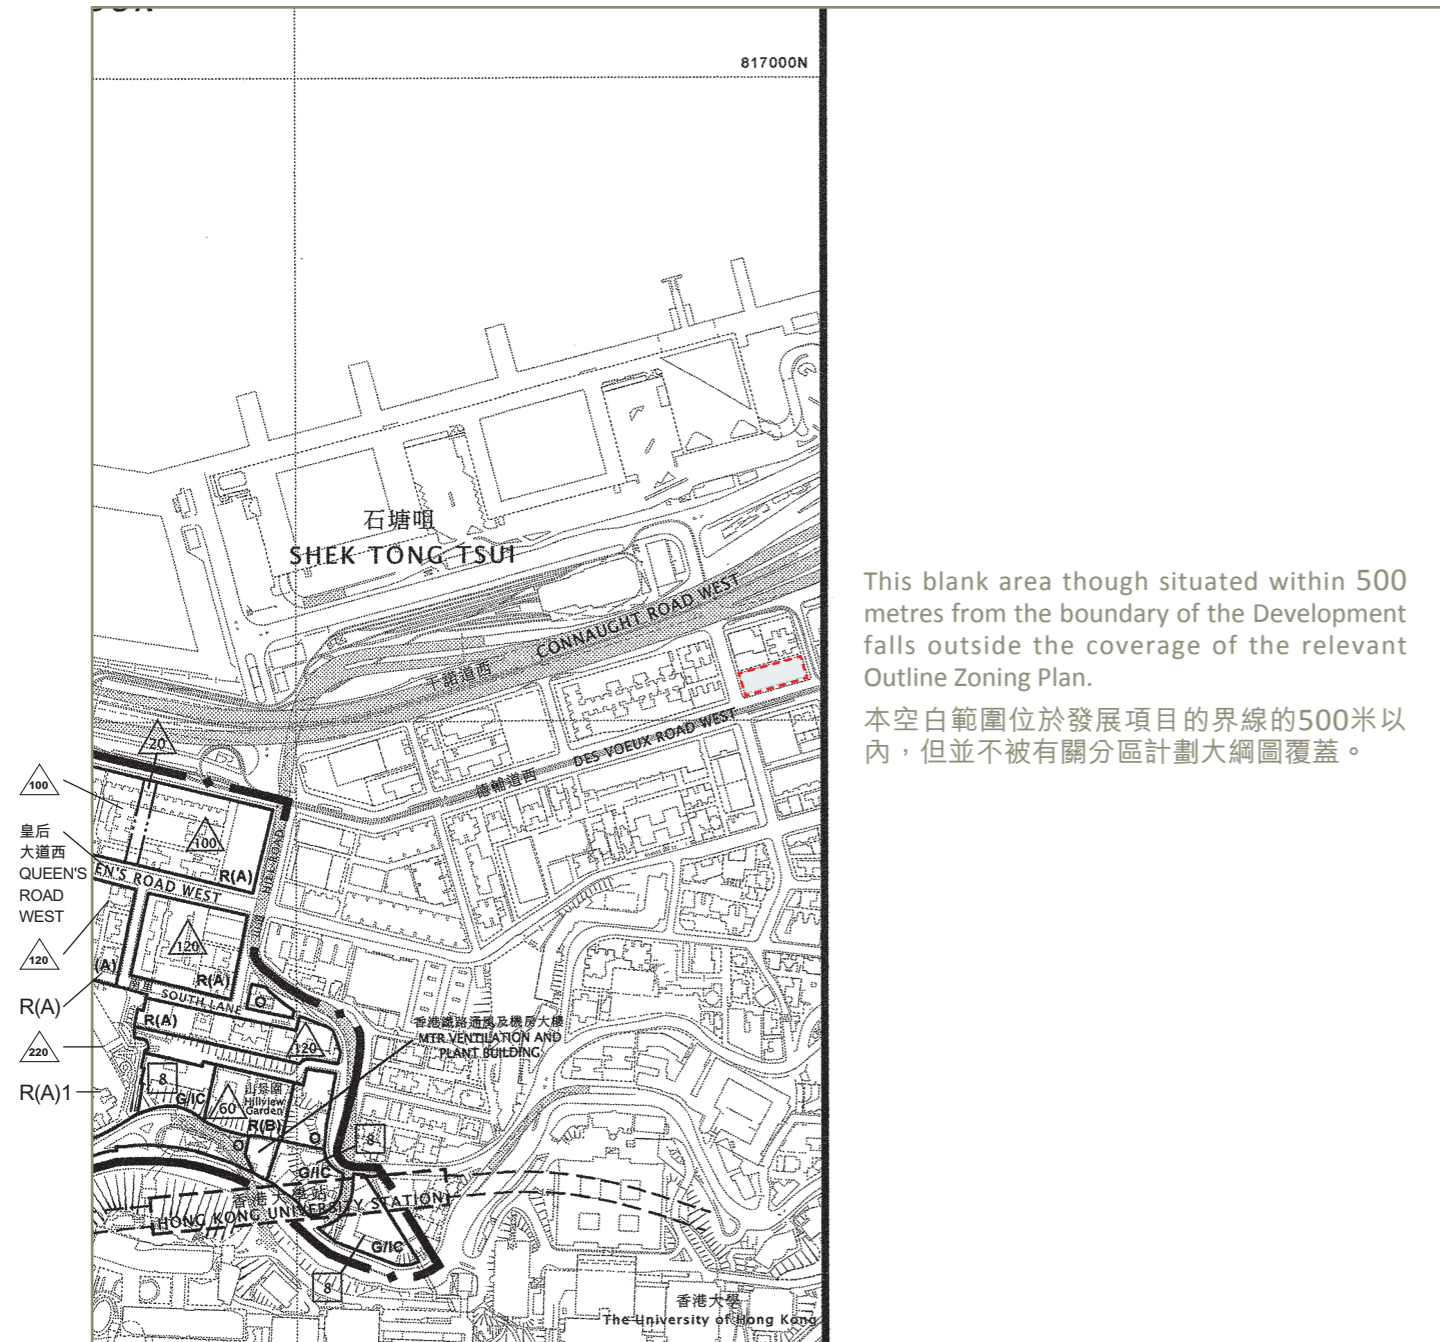 817000N
石塘咀
SHEK TONG TSUI
This blank area though situated within 500
metres from the boundary of the Development
falls outside the coverage of the relevant
Outline Zoning Plan.
本空白範圍位於發展項目的界線的500米以
內，但並不被有關分區計劃大綱圖覆蓋。
干諾道西
CONNAUGHT ROAD WEST
德輔道西
DES VOEUX ROAD WEST
20
100
100
皇后
大道西
QUEEN'S
ROAD
WEST
EN'S ROAD WEST
R(A)
HILL ROAD
120
120
(A)
R(A)
R(A)
SOUTH LANE
O
R(A)
120
220
R(A)1
香港鐵路通風及機房大樓
MTR VENTILATION AND
PLANT BUILDING
8
G/IC
60
山景園
Hillview
Garden
R(B)
O
O
8
G/IC
香港大學站
HONG KONG UNIVERSITY STATION
G/IC
8
香港大學
The University of Hong Kong